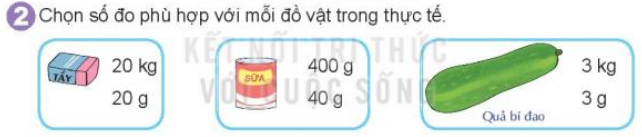 2 Chọn số đo phù hợp với mỗi đồ vật trong thực tế.
KẾT NỐI TRI THỨC
VỚI CUỘC SỐNG
TẨY
20 kg
20 g
SỮA
400 g
40 g
3 kg
3 g
Quả bí đao